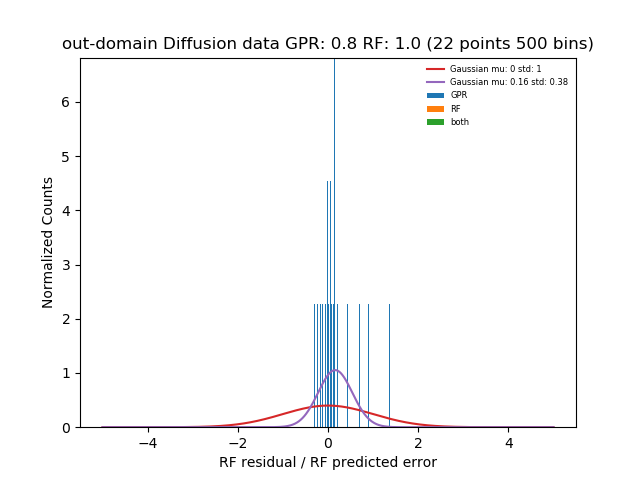 out-domain Diffusion data GPR: 0.8 RF: 1.0 (22 points 500 bins)
Gaussian mu: 0 std: 1
Gaussian mu: 0.16 std: 0.38
GPR
RF
both
Normalized Counts
6
5
4
3
2
1
0
−4
−2
0
2
4
RF residual / RF predicted error